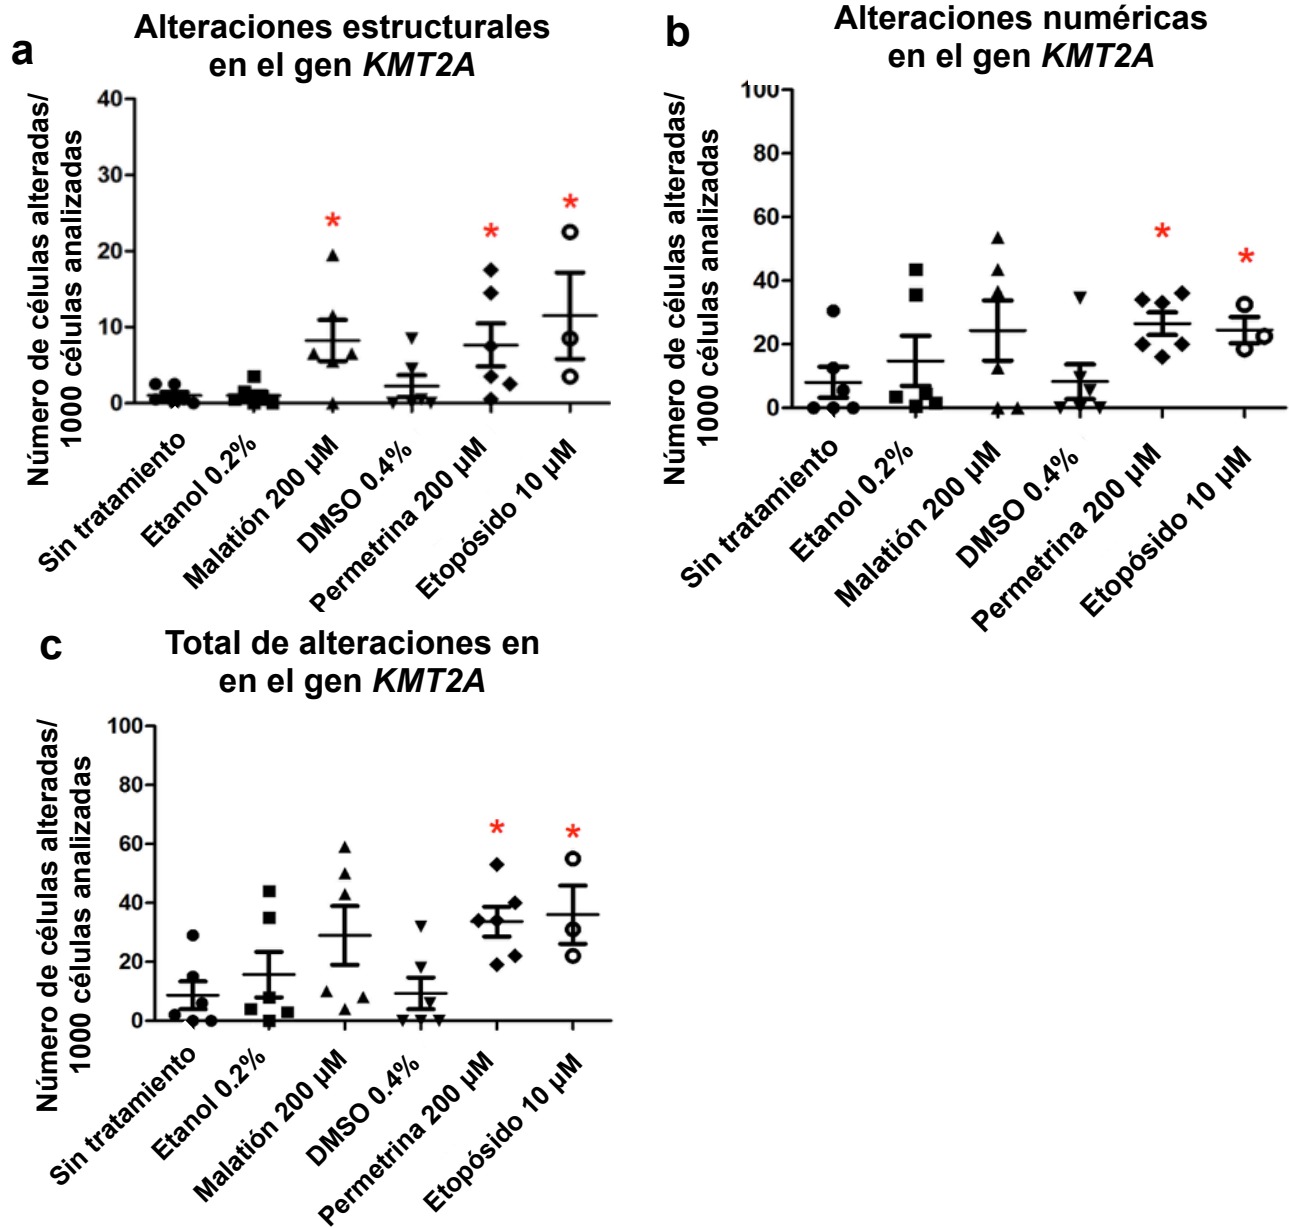 a
Alteraciones estructurales
en el gen KMT2A
Número de células alteradas/
1000 células analizadas
40
30
20
10
0
*
*
*
Sin tratamiento
Etanol 0.2%
Malatión 200 µM
DMSO 0.4%
Permetrina 200 µM
Etopósido 10 µM
b
Alteraciones numéricas
en el gen KMT2A
Número de células alteradas/
1000 células analizadas
100
80
60
40
20
0
*
*
Sin tratamiento
Etanol 0.2%
Malatión 200 µM
DMSO 0.4%
Permetrina 200 µM
Etopósido 10 µM
c
Total de alteraciones en
en el gen KMT2A
Número de células alteradas/
1000 células analizadas
100
80
60
40
20
0
*
*
Sin tratamiento
Etanol 0.2%
Malatión 200 µM
DMSO 0.4%
Permetrina 200 µM
Etopósido 10 µM